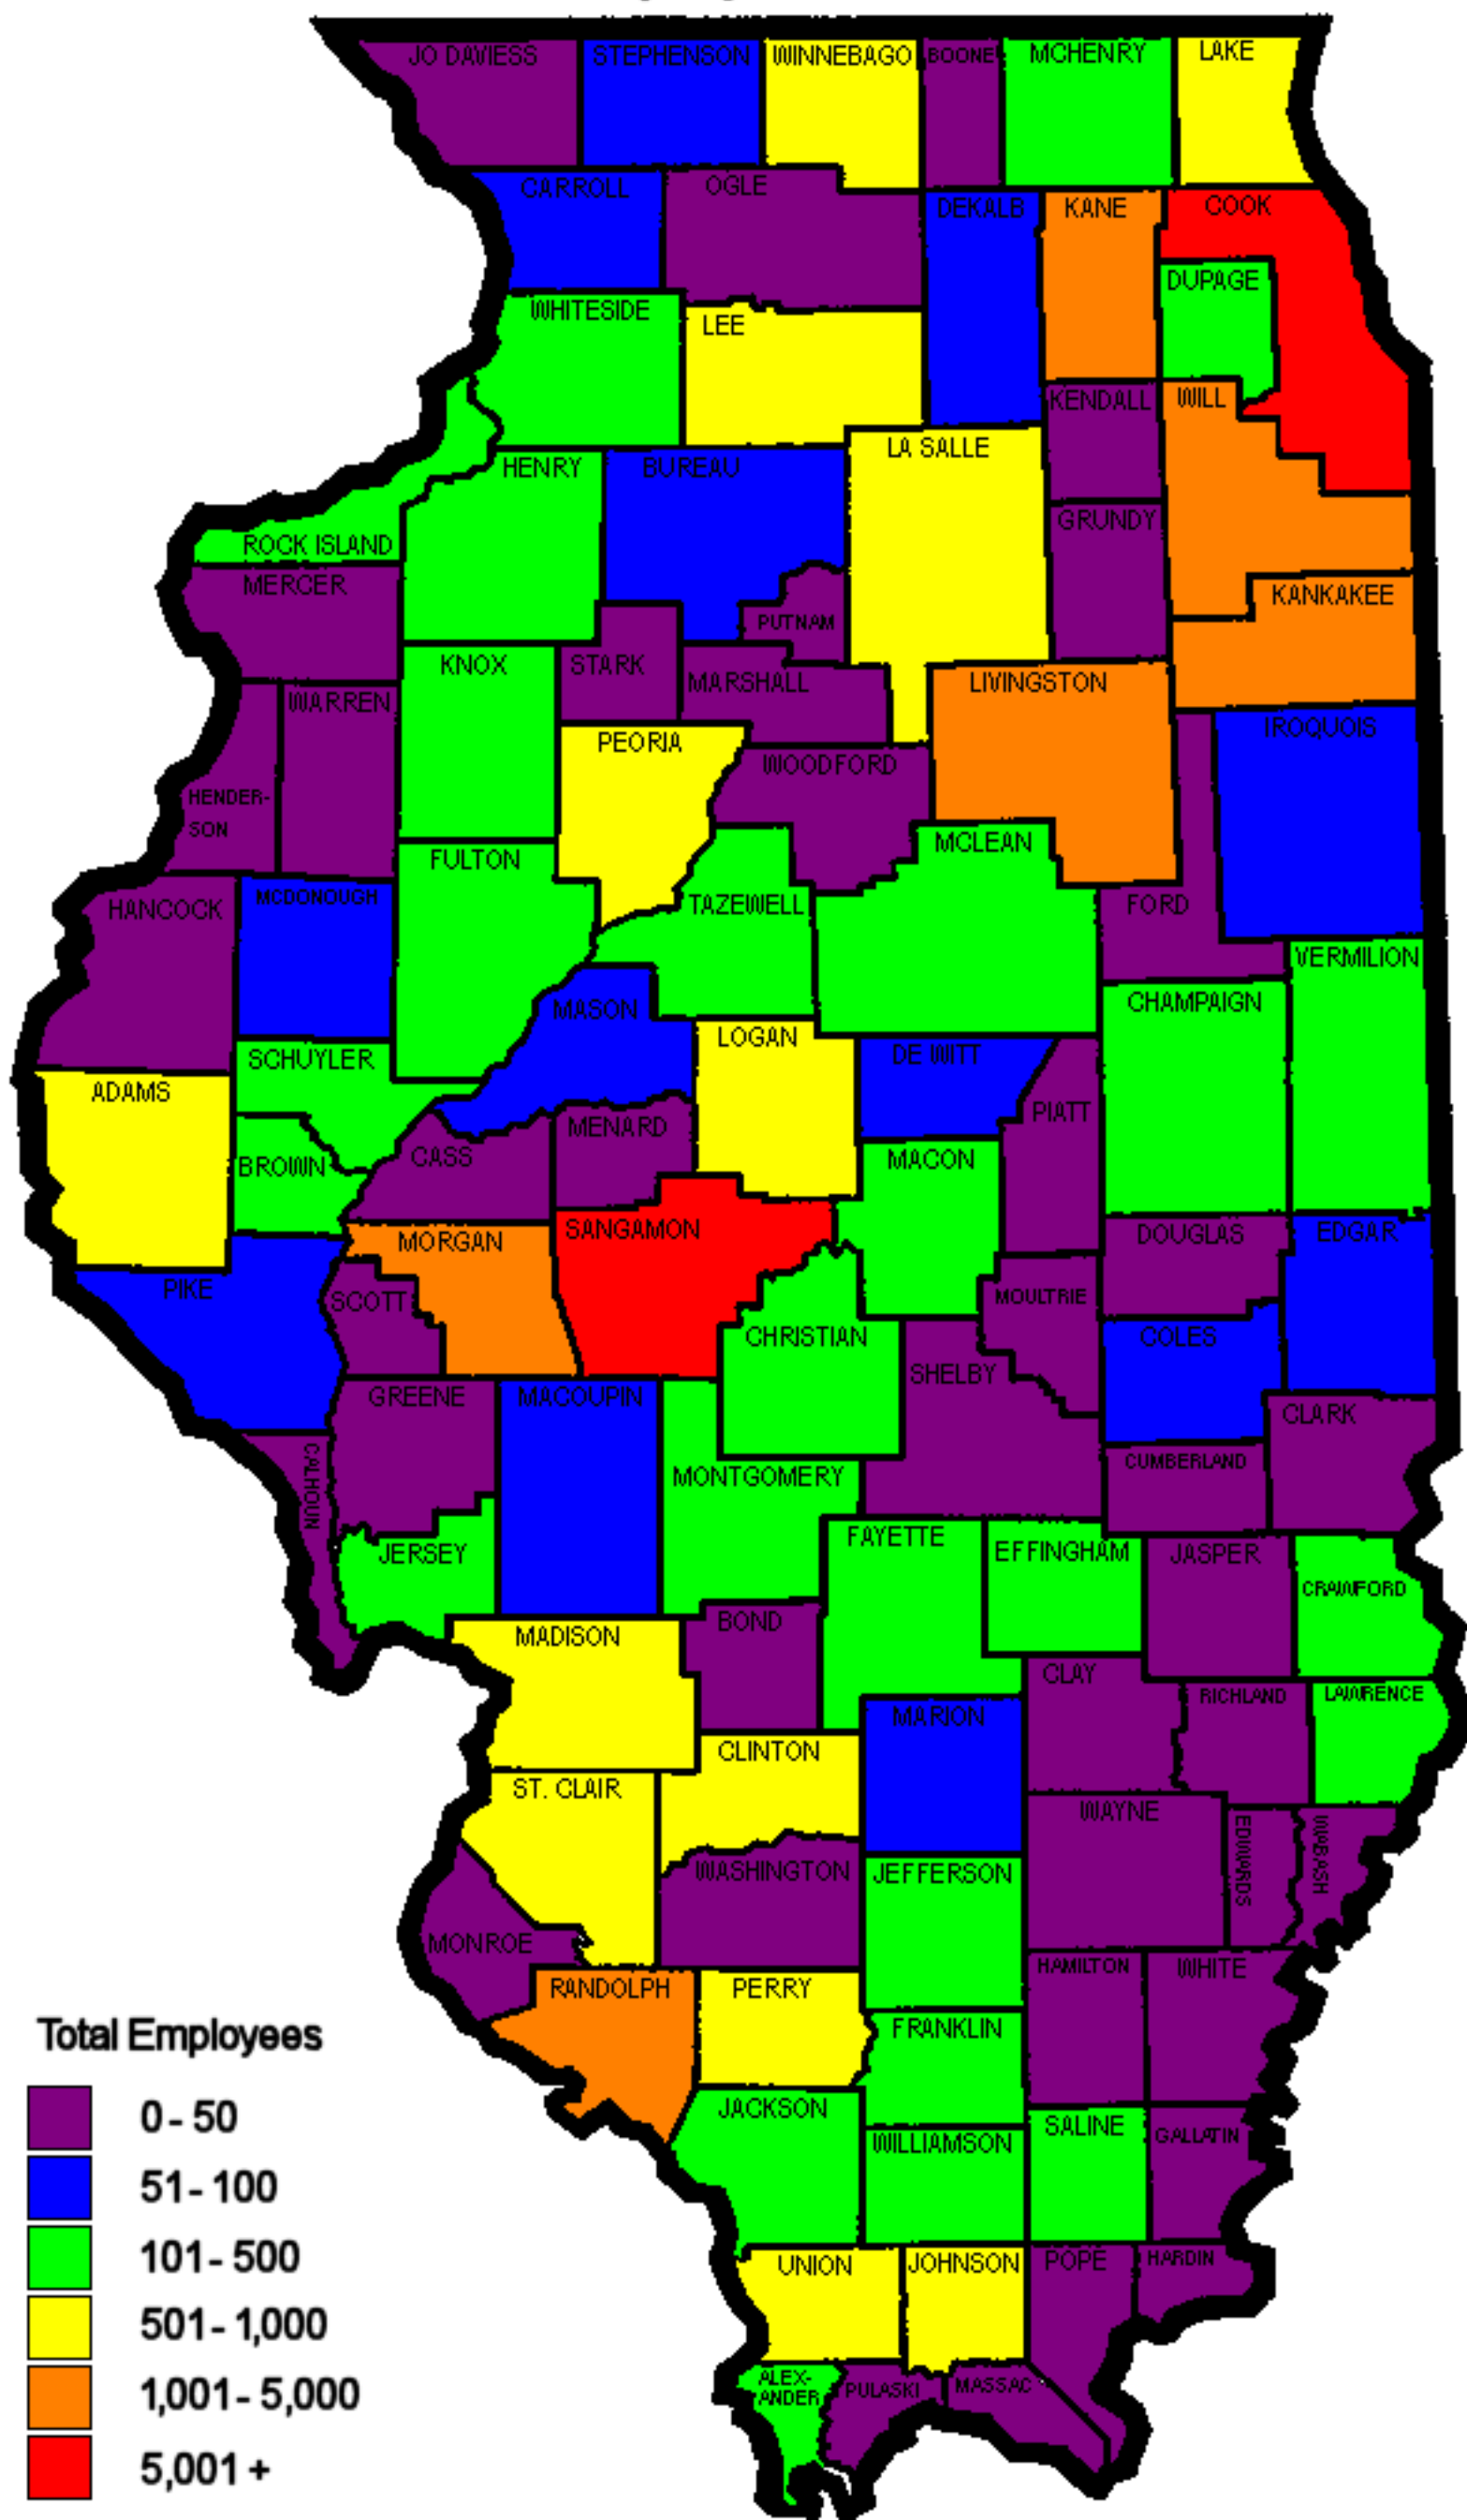 JO DAVIESS
STEPHENSON
WINNEBAGO
BOONE
MCHENRY
LAKE
CARROLL
OGLE
DEKALB
KANE
COOK
DUPAGE
WHITESIDE
LEE
KENDALL
WILL
LA SALLE
HENRY
BUREAU
GRUNDY
ROCK ISLAND
MERCER
KANKAKEE
PUTNAM
KNOX
STARK
MARSHALL
LIVINGSTON
WARREN
IROQUOIS
PEORIA
WOODFORD
HENDER-
SON
MCLEAN
FULTON
MCDONOUGH
TAZEWELL
FORD
HANCOCK
VERMILION
CHAMPAIGN
MASON
LOGAN
DE WITT
SCHUYLER
ADAMS
PIATT
MENARD
CASS
MACON
BROWN
SANGAMON
DOUGLAS
EDGAR
MORGAN
PIKE
SCOTT
MOULTRIE
CHRISTIAN
COLES
SHELBY
GREENE
MACOUPIN
CLARK
CUMBERLAND
CALHOUN
MONTGOMERY
FAYETTE
EFFINGHAM
JASPER
JERSEY
CRAWFORD
BOND
MADISON
CLAY
RICHLAND
LAWRENCE
MARION
CLINTON
ST. CLAIR
WAYNE
EDWARDS
WABASH
WASHINGTON
JEFFERSON
MONROE
HAMILTON
WHITE
RANDOLPH
PERRY
FRANKLIN
JACKSON
WILLIAMSON
SALINE
GALLATIN
UNION
JOHNSON
POPE
HARDIN
ALEX-
ANDER
PULASKI
MASSAC
Total Employees
0 - 50
51 - 100
101 - 500
501 - 1,000
1,001 - 5,000
5,001 +